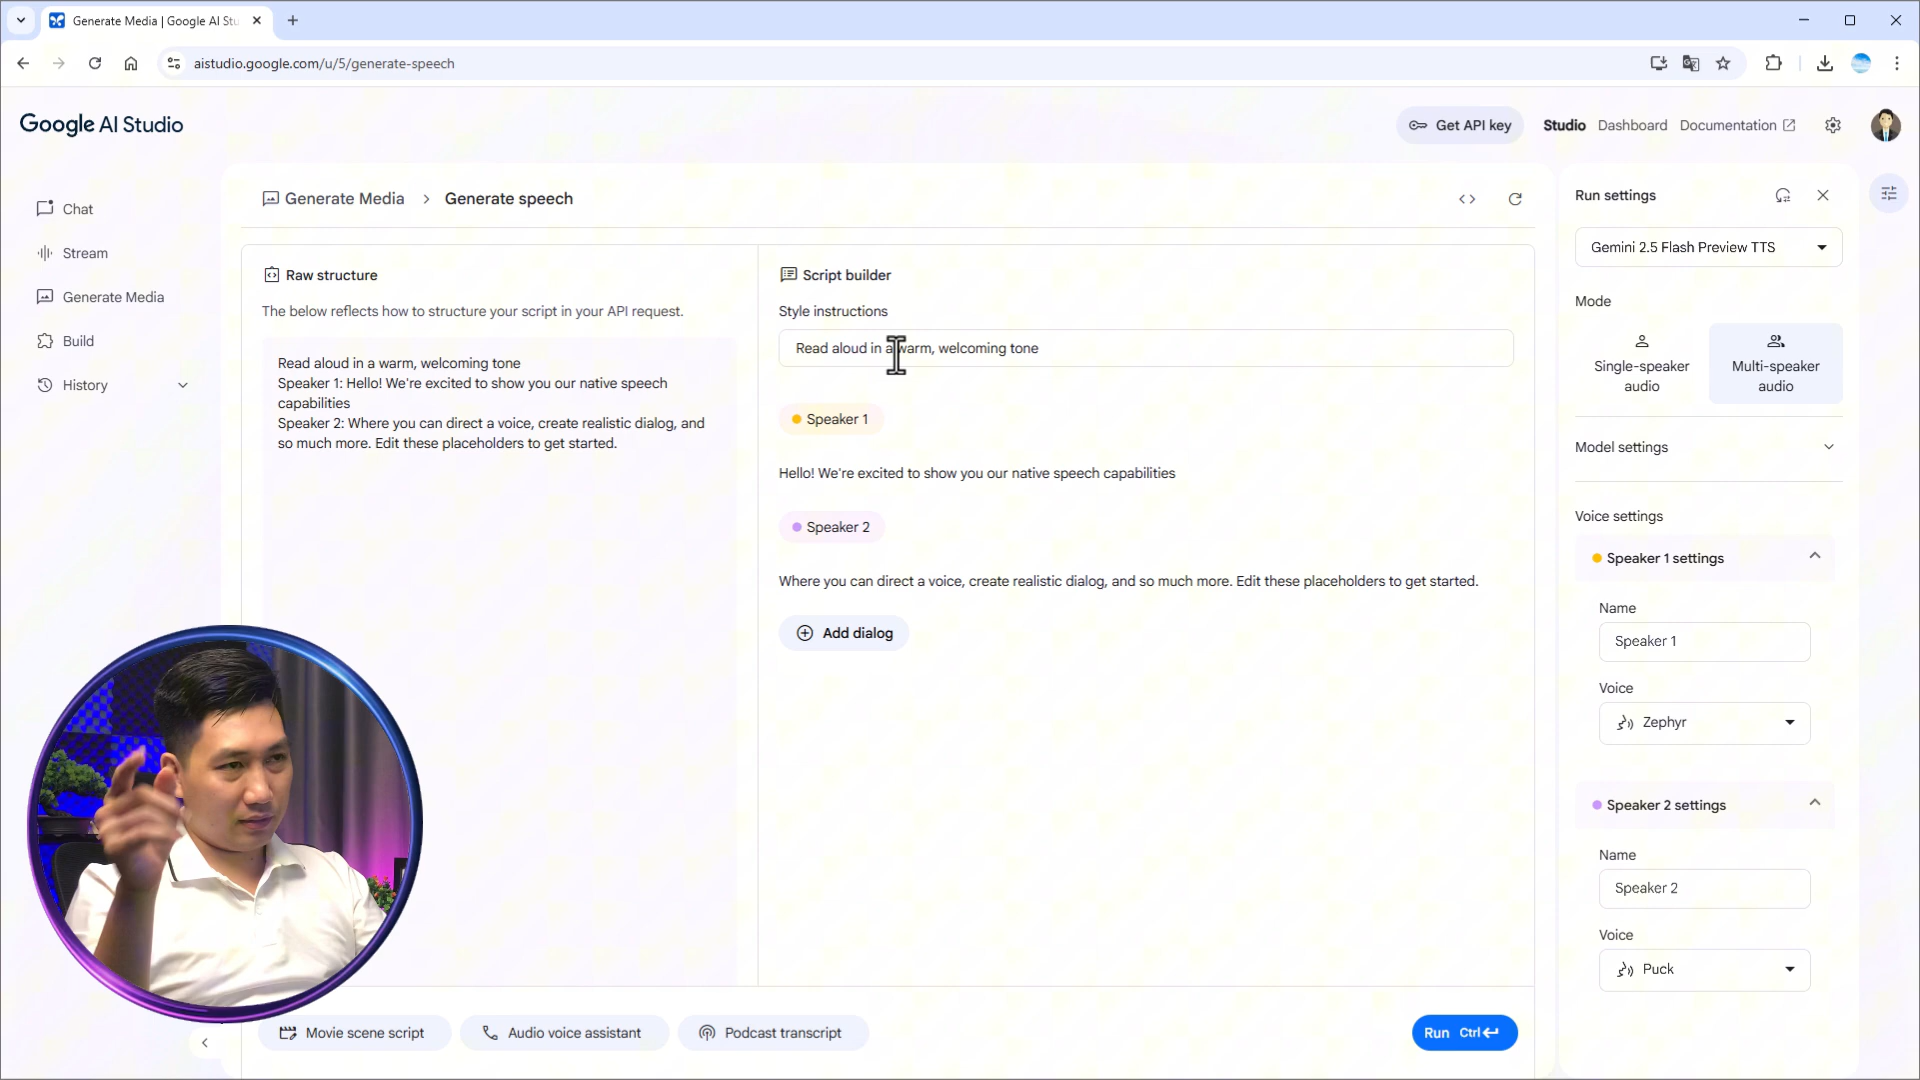 Generate Media | Google AI Stu
aistudio.google.com/u/5/generate-speech
Google AI Studio
Get API key
Studio
Dashboard
Documentation
Chat
Stream
Generate Media
Build
History
Generate Media > Generate speech
Raw structure
The below reflects how to structure your script in your API request.
Read aloud in a warm, welcoming tone
Speaker 1: Hello! We're excited to show you our native speech
capabilities
Speaker 2: Where you can direct a voice, create realistic dialog, and
so much more. Edit these placeholders to get started.
Script builder
Style instructions
Read aloud in a warm, welcoming tone
Speaker 1
Hello! We're excited to show you our native speech capabilities
Speaker 2
Where you can direct a voice, create realistic dialog, and so much more. Edit these placeholders to get started.
Add dialog
Movie scene script
Audio voice assistant
Podcast transcript
Run Ctrl
Run settings
Gemini 2.5 Flash Preview TTS
Mode
Single-speaker
audio
Multi-speaker
audio
Model settings
Voice settings
Speaker 1 settings
Name
Speaker 1
Voice
Zephyr
Speaker 2 settings
Name
Speaker 2
Voice
Puck